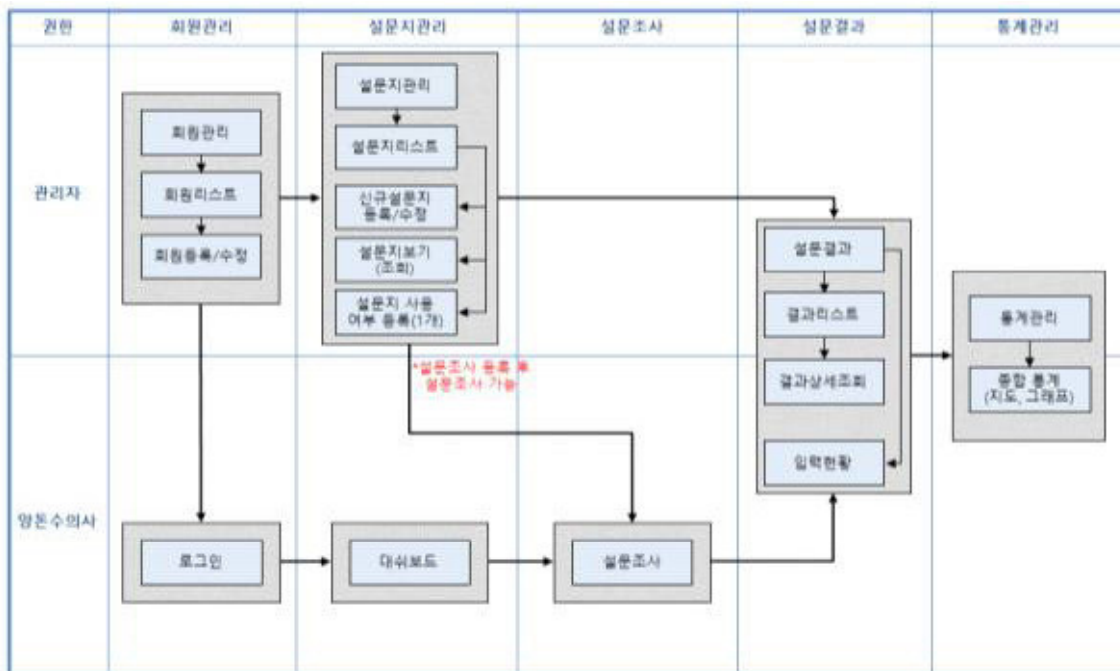 권한
회원관리
설문지관리
설문조사
설문결과
통계관리
관리자
회원관리
회원리스트
회원등록/수정
설문지관리
설문지리스트
신규설문지
등록/수정
설문지보기
(조회)
설문지 사용
여부 등록(1개)
*설문조사 등록 후
설문조사 가능
설문결과
결과리스트
결과상세조회
입력현황
통계관리
종합 통계
(지도, 그래프)
양돈수의사
로그인
대쉬보드
설문조사